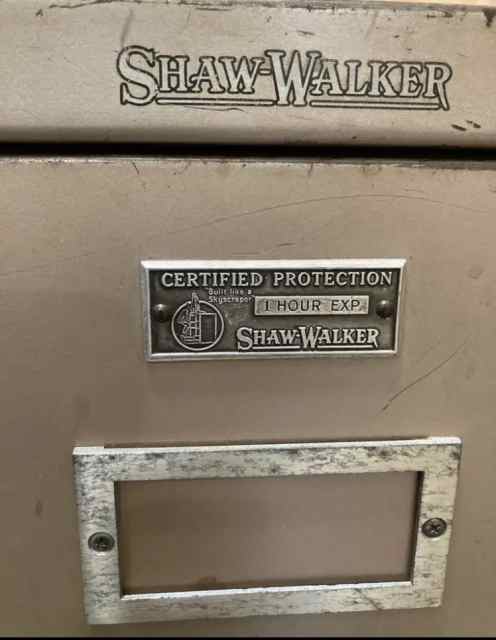 SHAW-WALKER
CERTIFIED PROTECTION
Built like a
Skyscraper
1 HOUR EXP.
SHAW-WALKER